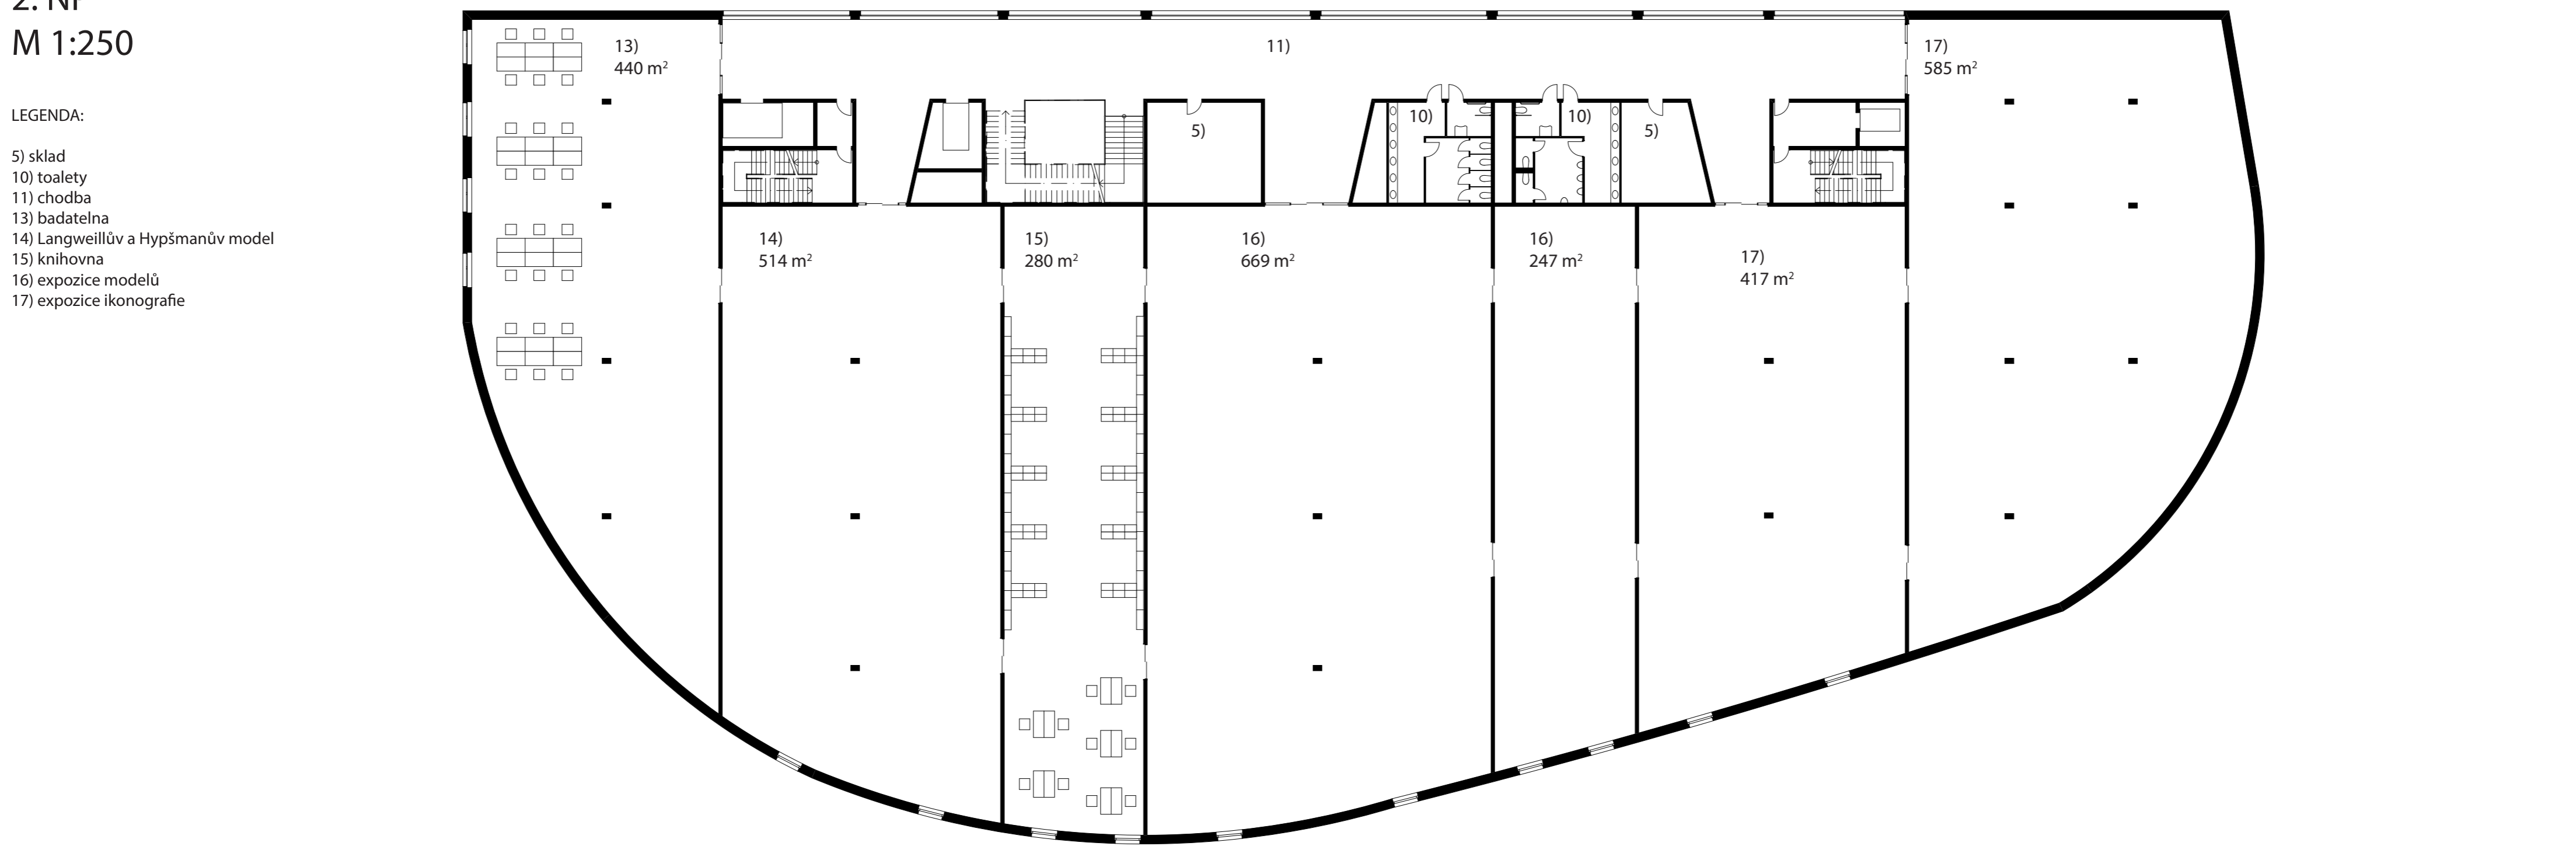 2. NP
M 1:250
LEGENDA:
5) sklad
10) toalety
11) chodba
13) badatelna
14) Langweillův a Hypšmanův model
15) knihovna
16) expozice modelů
17) expozice ikonografie
13)
440 m²
11)
17)
585 m²
5)
10)
10)
5)
14)
514 m²
15)
280 m²
16)
669 m²
16)
247 m²
17)
417 m²